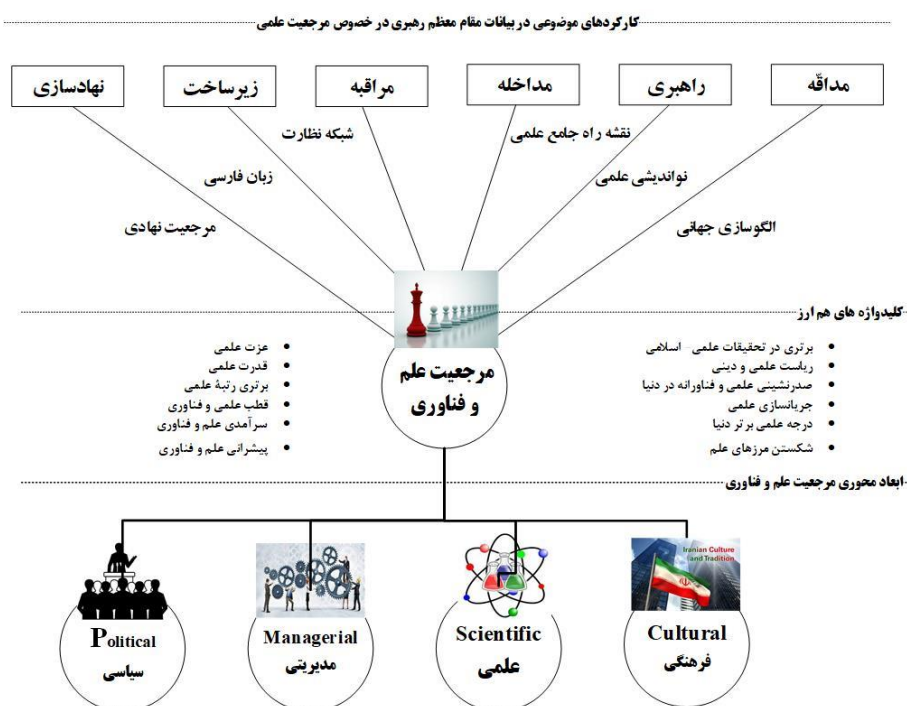 کارکردهای موضوعی در بیانات مقام معظم رهبری در خصوص مرجعیت علمی
مداقّه
راهبری
مداخله
مراقبه
زیرساخت
نهادسازی
نقشه راه جامع علمی
شبکه نظارت
نواندیشی علمی
زبان فارسی
الگوسازی جهانی
مرجعیت نهادی
کلیدواژه های هم ارز
مرجعیت علم
و فناوری
• برتری در تحقیقات علمی- اسلامی
• ریاست علمی و دینی
• صدرنشینی علمی و فناورانه در دنیا
• جریانسازی علمی
• درجه علمی برتر دنیا
• شکستن مرزهای علم
• عزت علمی
• قدرت علمی
• برتری رتبۀ علمی
• قطب علمی و فناوری
• سرآمدی علم و فناوری
• پیشرانی علم و فناوری
ابعاد محوری مرجعیت علم و فناوری
Iranian Culture
and Tradition
Cultural
فرهنگی
Scientific
علمی
Managerial
مدیریتی
Political
سیاسی